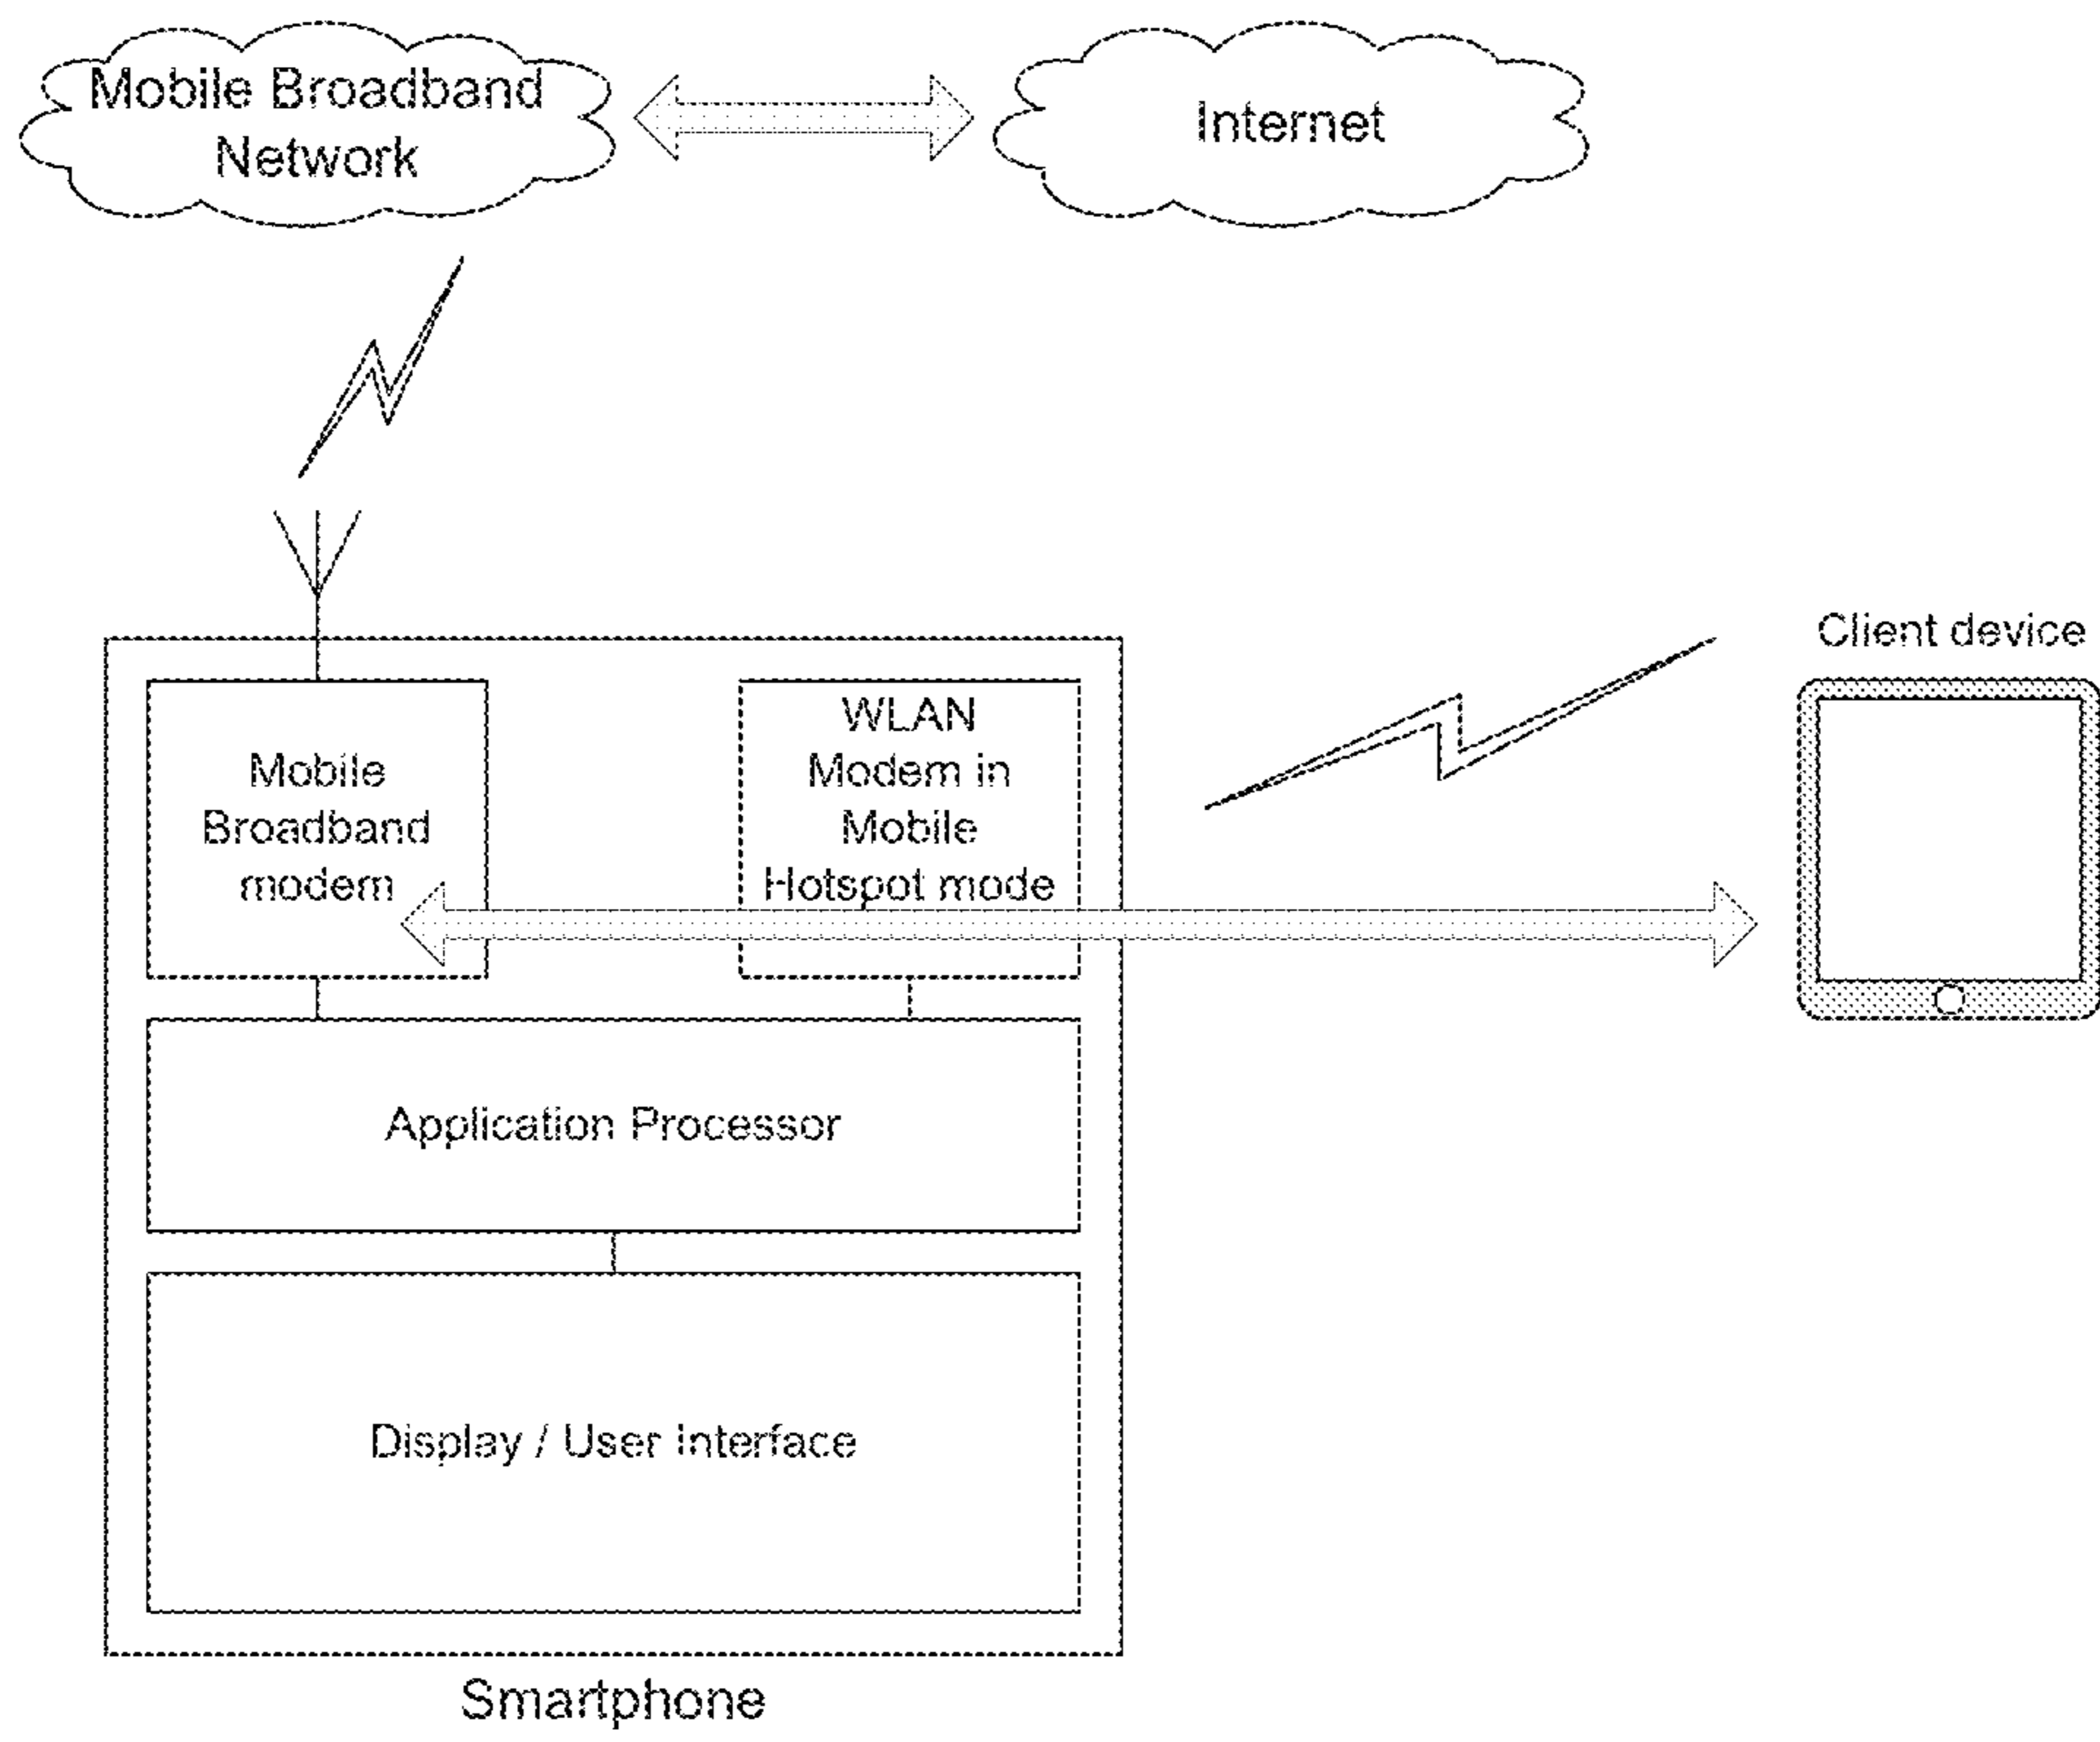 Mobile Broadband
Network
Internet
Client device
Mobile
Broadband
modem
WLAN
Modem in
Mobile
Hotspot mode
Application Processor
Display / User Interface
Smartphone